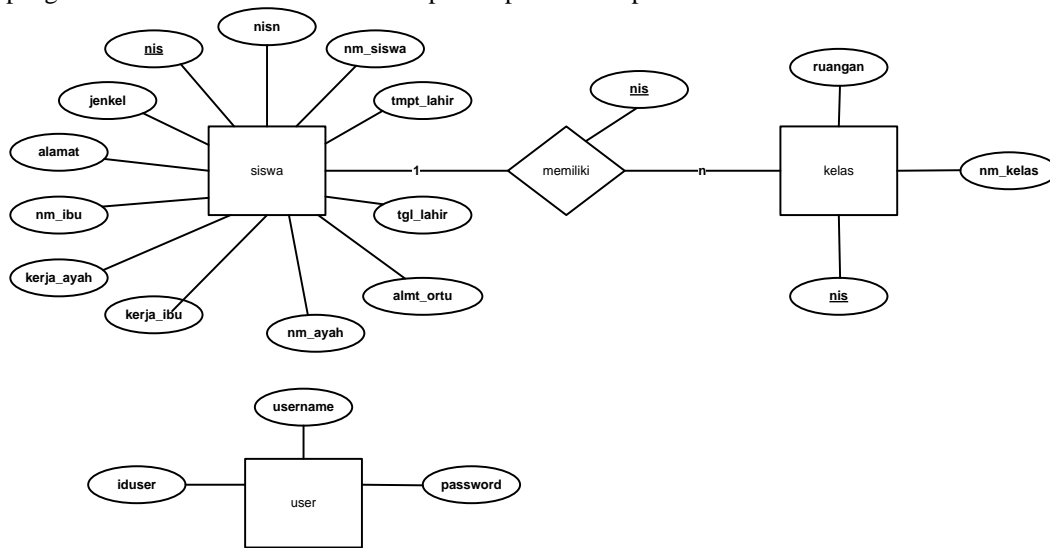 nisn
nis
nm_siswa
ruangan
nis
jenkel
tmpt_lahir
alamat
siswa
1
memiliki
n
kelas
nm_kelas
nm_ibu
tgl_lahir
kerja_ayah
almt_ortu
nis
kerja_ibu
nm_ayah
username
iduser
password
user